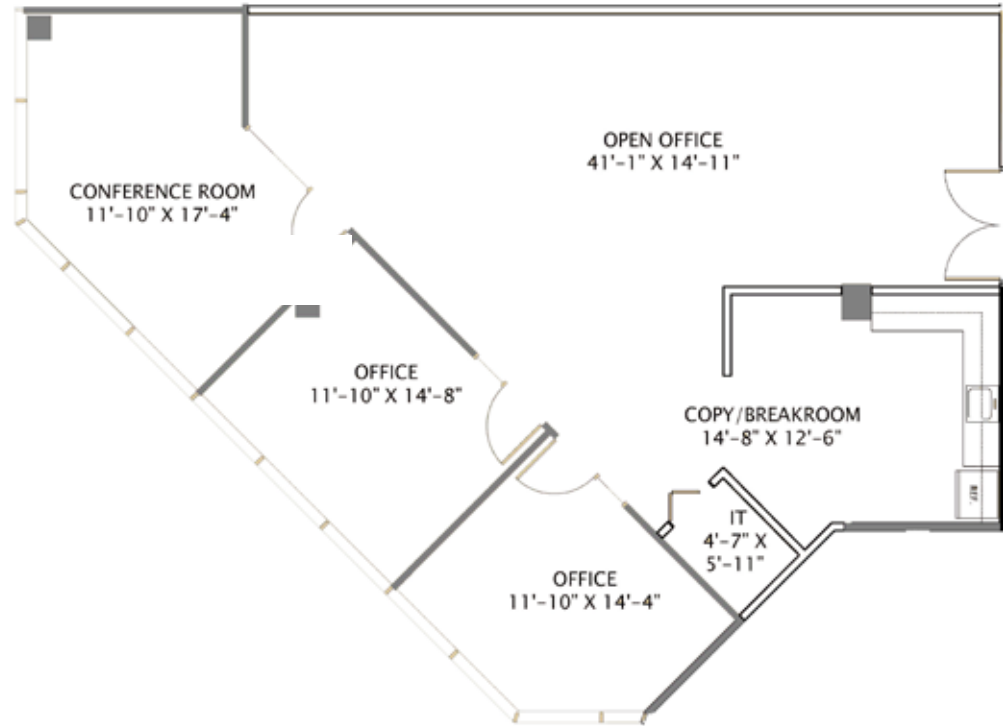 OPEN OFFICE
41'-1" X 14'-11"
CONFERENCE ROOM
11'-10" X 17'-4"
OFFICE
11'-10" X 14'-8"
COPY/BREAKROOM
14'-8" X 12'-6"
REF.
IT
4'-7" X
5'-11"
OFFICE
11'-10" X 14'-4"